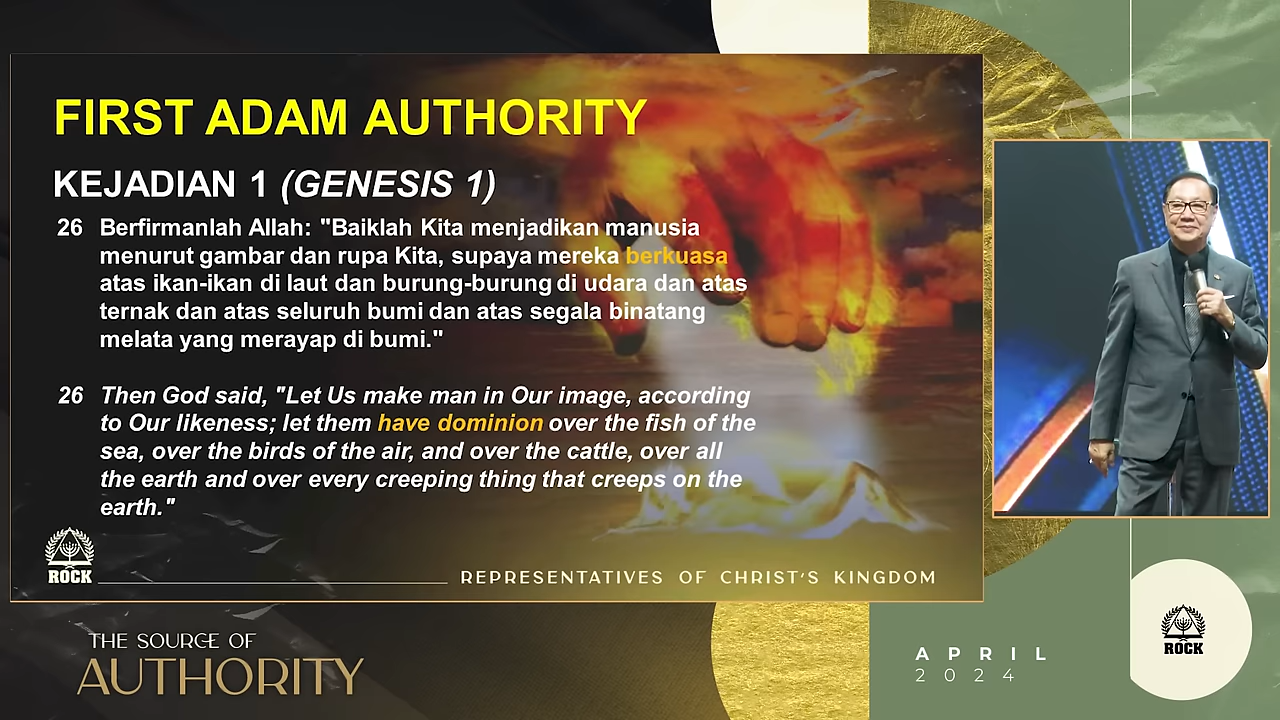 FIRST ADAM AUTHORITY
KEJADIAN 1 (GENESIS 1)
26 Berfirmanlah Allah: "Baiklah Kita menjadikan manusia
menurut gambar dan rupa Kita, supaya mereka berkuasa
atas ikan-ikan di laut dan burung-burung di udara dan atas
ternak dan atas seluruh bumi dan atas segala binatang
melata yang merayap di bumi."
26 Then God said, "Let Us make man in Our image, according
to Our likeness; let them have dominion over the fish of the
sea, over the birds of the air, and over the cattle, over all
the earth and over every creeping thing that creeps on the
earth."
ROCK
REPRESENTATIVES OF CHRIST'S KINGDOM
THE SOURCE OF
AUTHORITY
APRIL
2024
ROCK